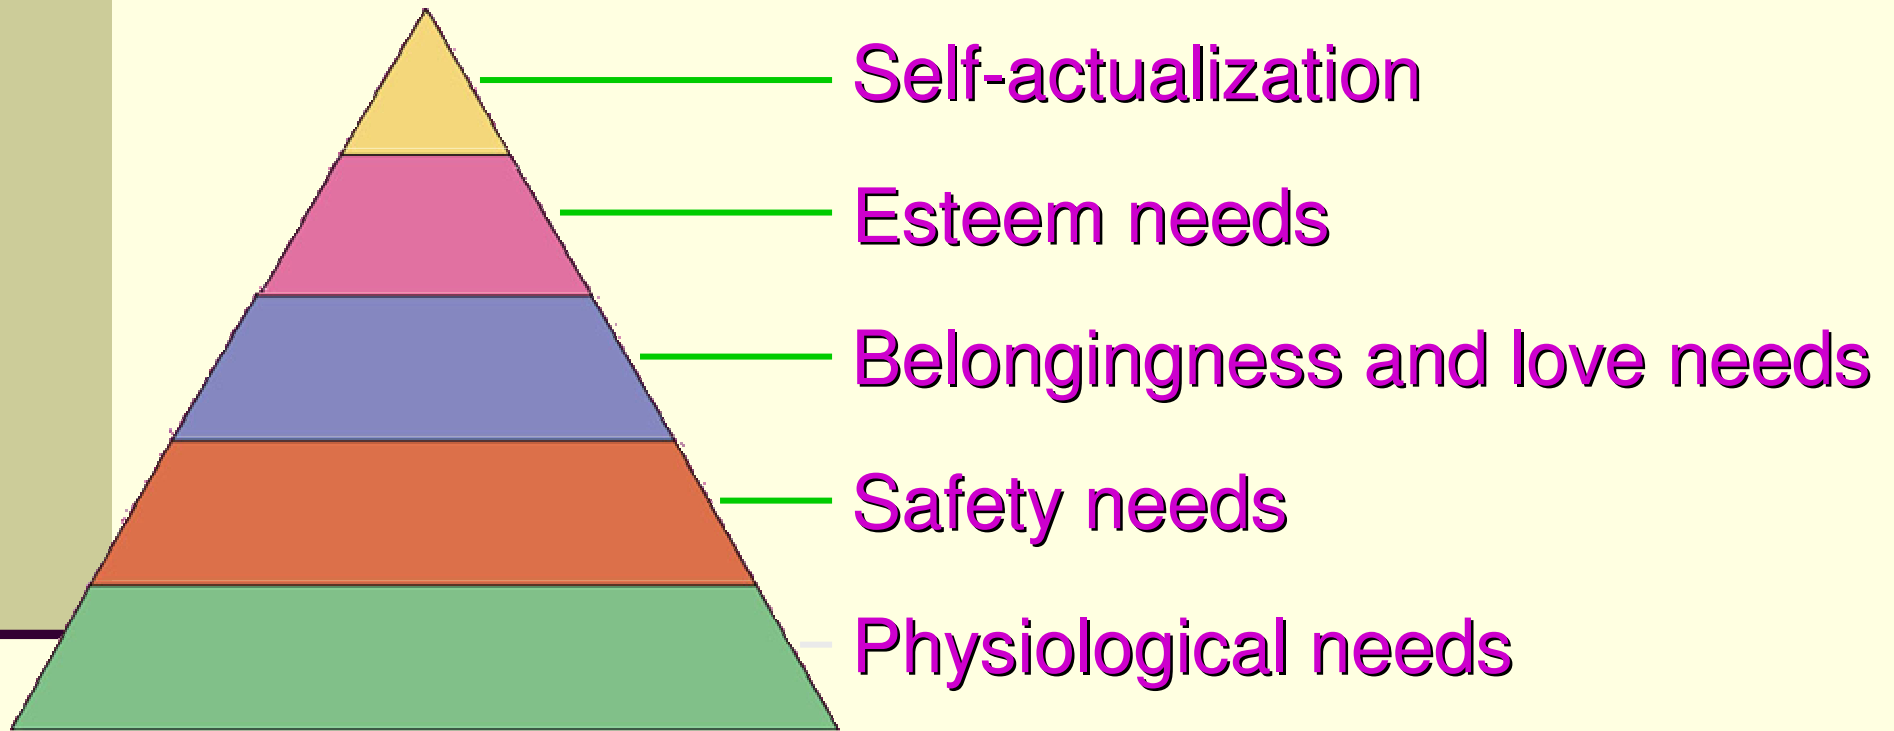 Self-actualization
Esteem needs
Belongingness and love needs
Safety needs
Physiological needs